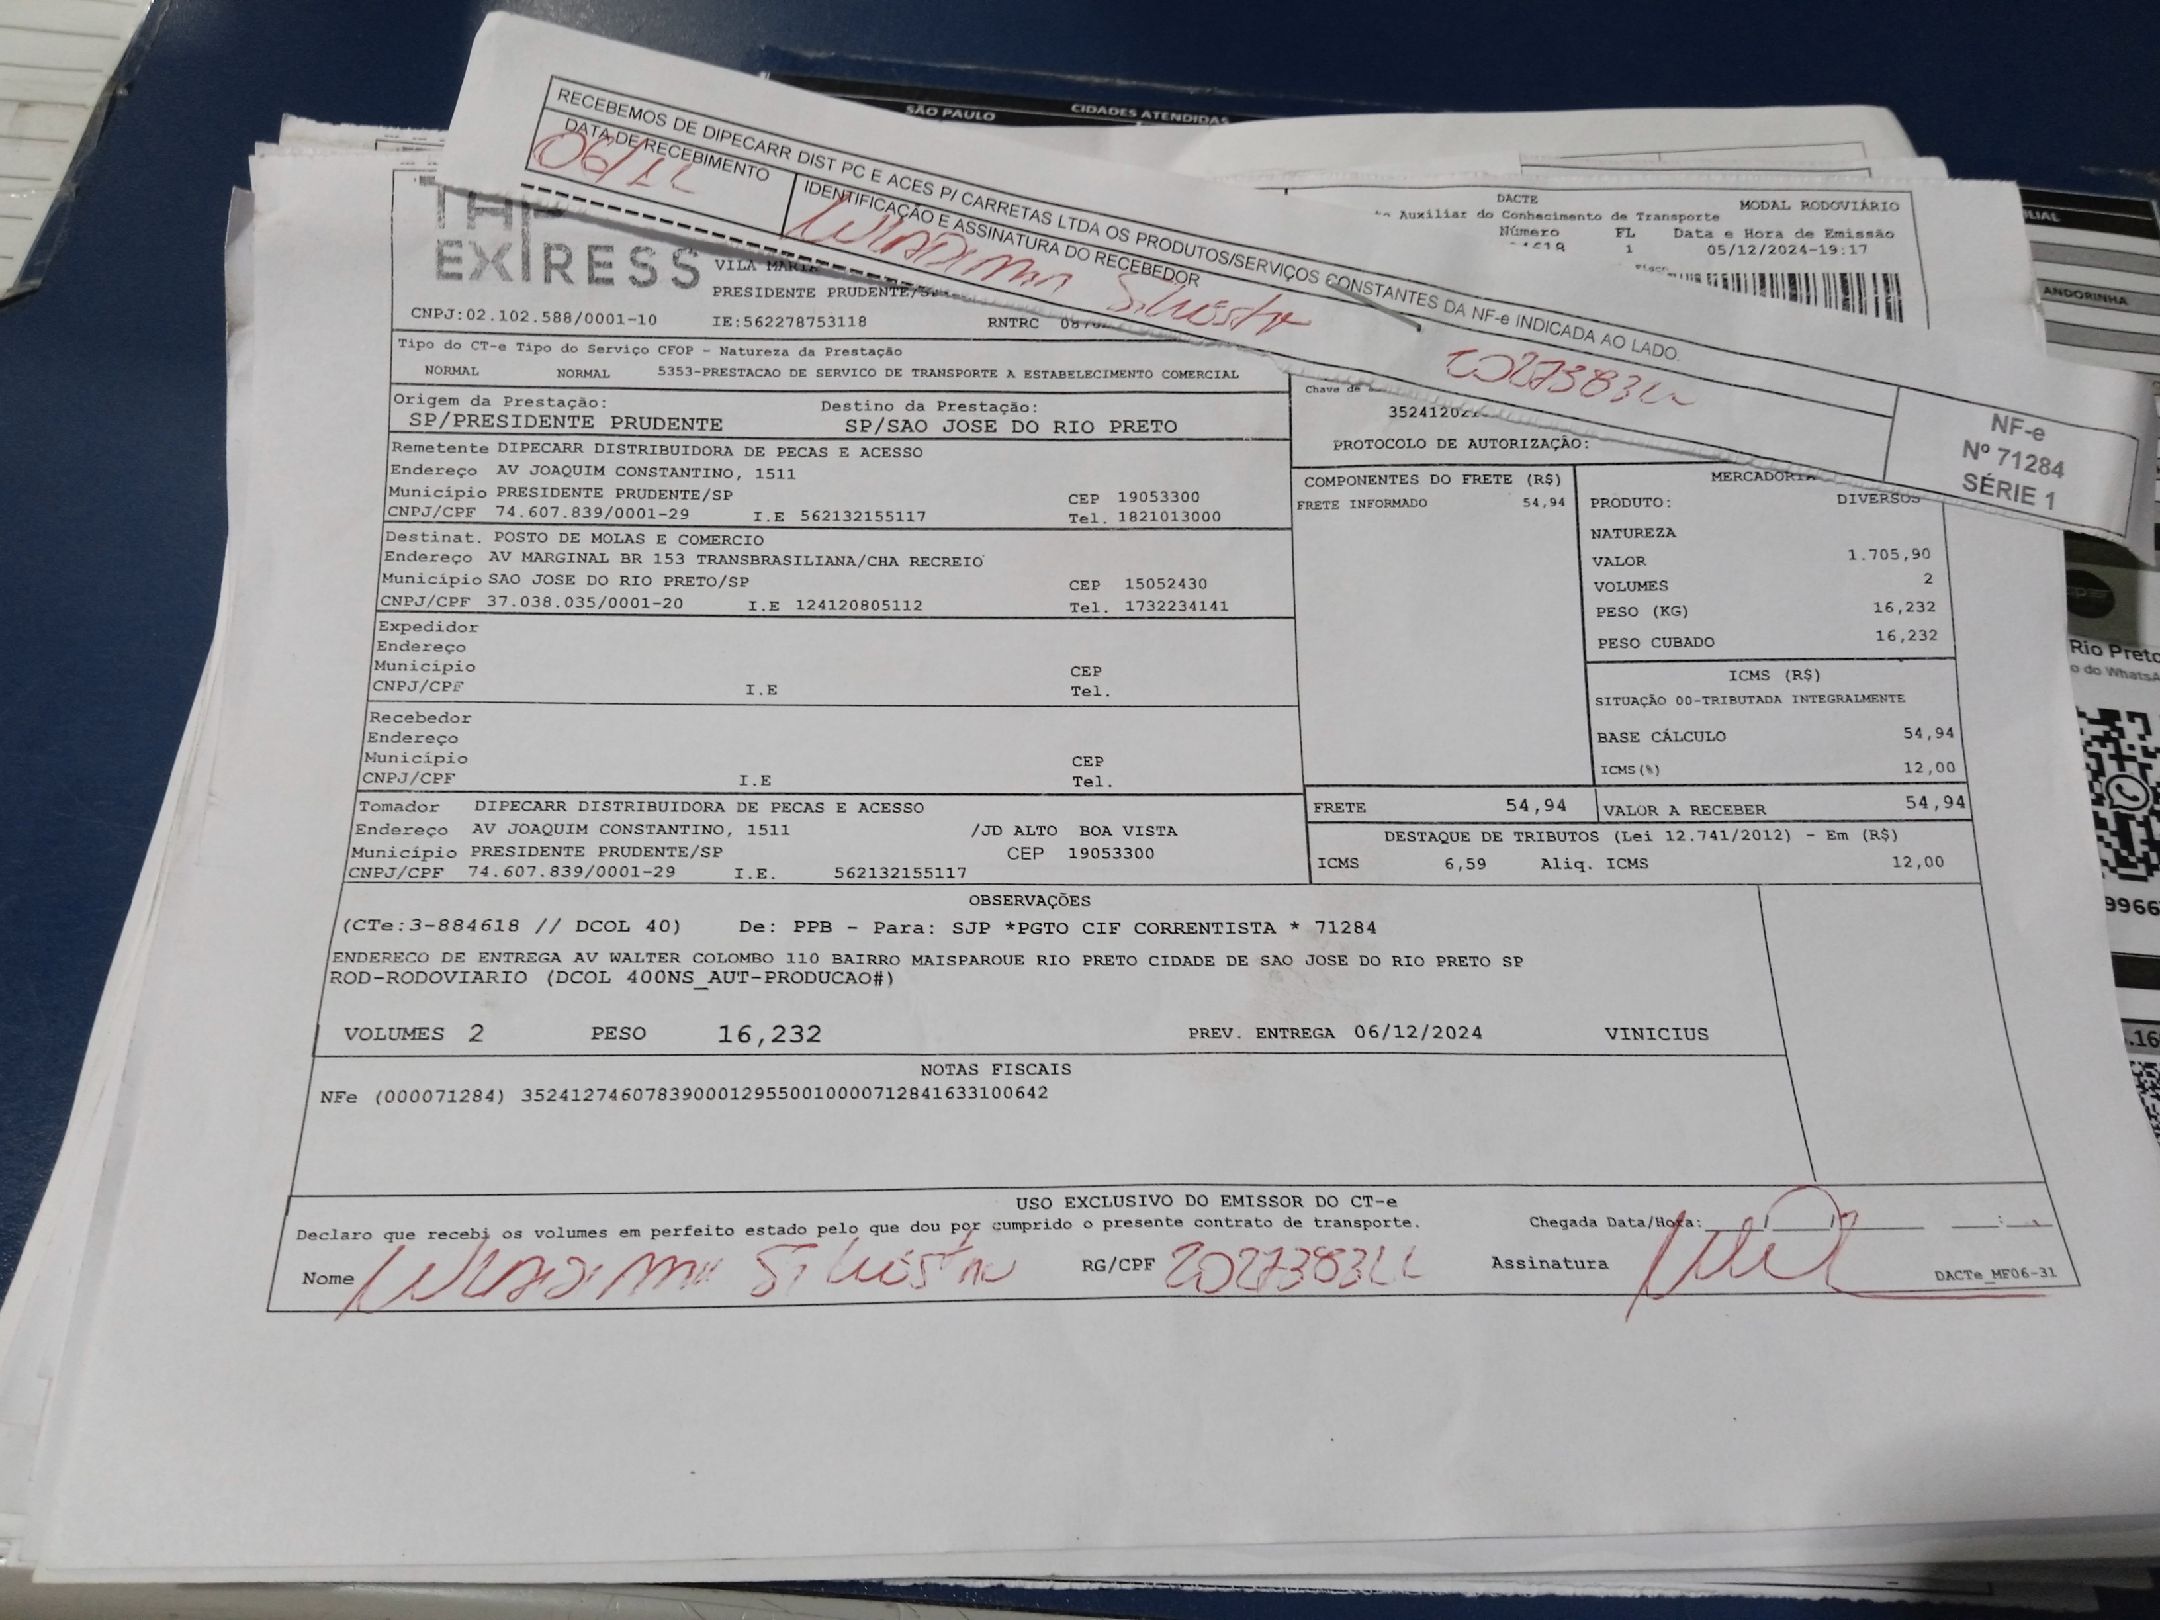 SÃO PAULO CIDADES ATENDIDAS
RECEBEMOS DE DIPECARR DIST PC E ACES P/ CARRETAS LTDA OS PRODUTOS/SERVIÇOS CONSTANTES DA NF-e INDICADA AO LADO.
DATA DE RECEBIMENTO
06/12
IDENTIFICAÇÃO E ASSINATURA DO RECEBEDOR
NF-e
Nº 71284
SÉRIE 1
EXPRESS
VILA MARIA
PRESIDENTE PRUDENTE
CNPJ:02.102.588/0001-10 IE:562278753118 RNTRC
DACTE MODAL RODOVIÁRIO
Auxiliar do Conhecimento de Transporte
Número FL Data e Hora de Emissão
1 05/12/2024-19:17
Tipo do CT-e Tipo do Serviço CFOP - Natureza da Prestação
NORMAL NORMAL 5353-PRESTACAO DE SERVICO DE TRANSPORTE A ESTABELECIMENTO COMERCIAL
Chave de
PROTOCOLO DE AUTORIZAÇÃO:
Origem da Prestação: Destino da Prestação:
SP/PRESIDENTE PRUDENTE SP/SAO JOSE DO RIO PRETO
Remetente DIPECARR DISTRIBUIDORA DE PECAS E ACESSO
Endereço AV JOAQUIM CONSTANTINO, 1511
Município PRESIDENTE PRUDENTE/SP CEP 19053300
CNPJ/CPF 74.607.839/0001-29 I.E 562132155117 Tel. 1821013000
Destinat. POSTO DE MOLAS E COMERCIO
Endereço AV MARGINAL BR 153 TRANSBRASILIANA/CHA RECREIO
Município SAO JOSE DO RIO PRETO/SP CEP 15052430
CNPJ/CPF 37.038.035/0001-20 I.E 124120805112 Tel. 1732234141
Expedidor
Endereço
Município CEP
CNPJ/CPF I.E Tel.
Recebedor
Endereço
Município CEP
CNPJ/CPF I.E Tel.
Tomador DIPECARR DISTRIBUIDORA DE PECAS E ACESSO
Endereço AV JOAQUIM CONSTANTINO, 1511 /JD ALTO BOA VISTA
Município PRESIDENTE PRUDENTE/SP CEP 19053300
CNPJ/CPF 74.607.839/0001-29 I.E. 562132155117
COMPONENTES DO FRETE (R$)
FRETE INFORMADO 54,94
MERCADORIA
PRODUTO: DIVERSOS
NATUREZA
VALOR 1.705,90
VOLUMES 2
PESO (KG) 16,232
PESO CUBADO 16,232
ICMS (R$)
SITUAÇÃO 00-TRIBUTADA INTEGRALMENTE
BASE CÁLCULO 54,94
ICMS(%) 12,00
FRETE 54,94 VALOR A RECEBER 54,94
DESTAQUE DE TRIBUTOS (Lei 12.741/2012) - Em (R$)
ICMS 6,59 Aliq. ICMS 12,00
OBSERVAÇÕES
(CTe:3-884618 // DCOL 40) De: PPB - Para: SJP *PGTO CIF CORRENTISTA * 71284
ENDERECO DE ENTREGA AV WALTER COLOMBO 110 BAIRRO MAISPARQUE RIO PRETO CIDADE DE SAO JOSE DO RIO PRETO SP
ROD-RODOVIARIO (DCOL 400NS_AUT-PRODUCAO#)
VOLUMES 2 PESO 16,232 PREV. ENTREGA 06/12/2024 VINICIUS
NOTAS FISCAIS
NFe (000071284) 35241274607839000129550010000712841633100642
USO EXCLUSIVO DO EMISSOR DO CT-e
Declaro que recebi os volumes em perfeito estado pelo que dou por cumprido o presente contrato de transporte. Chegada Data/Hora:
Nome RG/CPF Assinatura
DACTe_MF06-31
ANDORINHA
Rio Preto